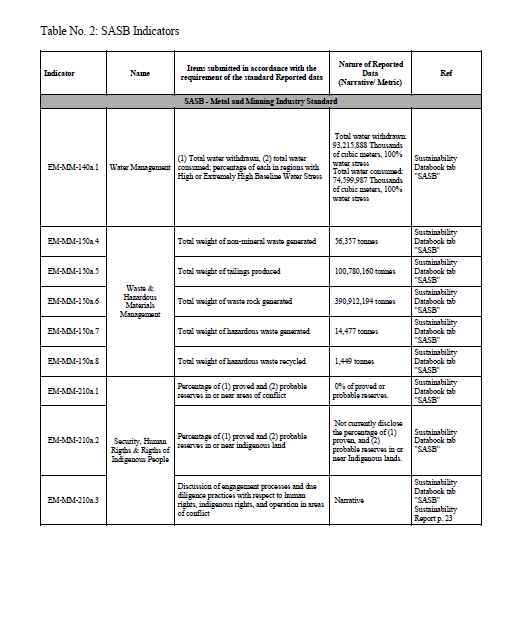 Table No. 2: SASB Indicators
Indicator
Name
Items submitted in accordance with the
requirement of the standard Reported data
Nature of Reported
Data
(Narrative/ Metric)
Ref
SASB - Metal and Minning Industry Standard
EM-MM-140a.1
Water Management
(1) Total water withdrawn, (2) total water
consumed; percentage of each in regions with
High or Extremely High Baseline Water Stress
Total water withdrawn:
93,215,888 Thousands
of cubic meters, 100%
water stress
Total water consumed:
74,599,987 Thousands
of cubic meters, 100%
water stress
Sustainability
Databook tab
"SASB"
EM-MM-150a.4
Waste &
Hazardous
Materials
Management
Total weight of non-mineral waste generated
56,357 tonnes
Sustainability
Databook tab
"SASB"
EM-MM-150a.5
Total weight of tailings produced
100,780,160 tonnes
Sustainability
Databook tab
"SASB"
EM-MM-150a.6
Total weight of waste rock generated
390,912,194 tonnes
Sustainability
Databook tab
"SASB"
EM-MM-150a.7
Total weight of hazardous waste generated
14,477 tonnes
Sustainability
Databook tab
"SASB"
EM-MM-150a.8
Total weight of hazardous waste recycled
1,449 tonnes
Sustainability
Databook tab
"SASB"
EM-MM-210a.1
Security, Human
Rigths & Rigths of
Indigenous People
Percentage of (1) proved and (2) probable
reserves in or near areas of conflict
0% of proved or
probable reserves.
Sustainability
Databook tab
"SASB"
EM-MM-210a.2
Percentage of (1) proved and (2) probable
reserves in or near indigenous land
Not currently disclose
the percentage of (1)
proven, and (2)
probable reserves in or
near Indigenous lands.
Sustainability
Databook tab
"SASB"
EM-MM-210a.3
Discussion of engagement processes and due
diligence practices with respect to human
rights, indigenous rights, and operation in areas
of conflict
Narrative
Sustainability
Databook tab
"SASB"
Sustainability
Report p. 23